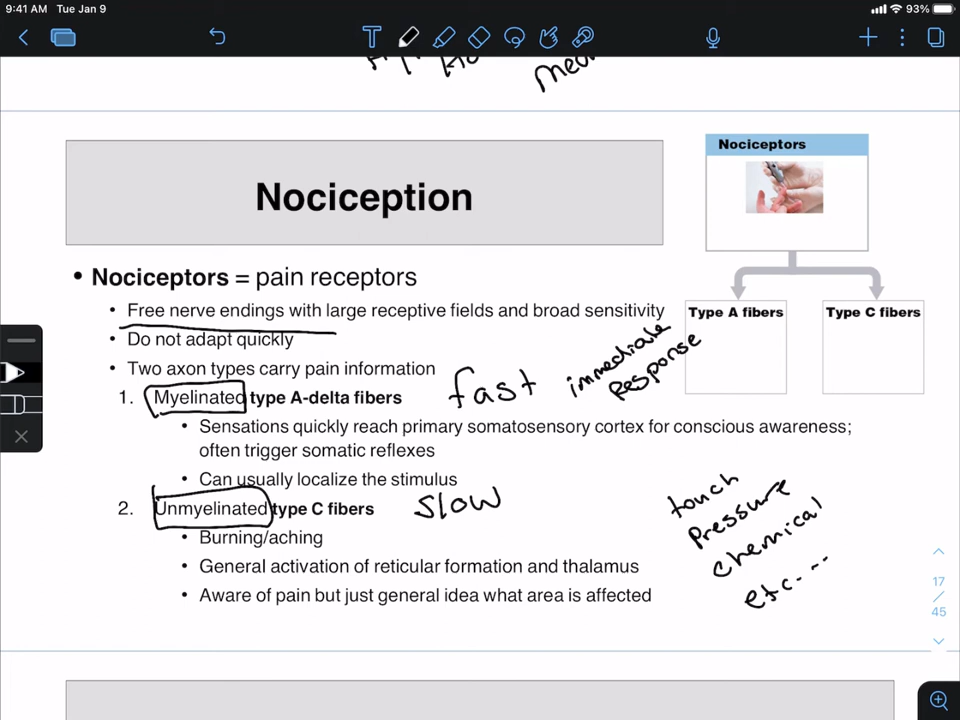 9:41 AM Tue Jan 9
93%
Nociceptors
Nociception
• Nociceptors = pain receptors
• Free nerve endings with large receptive fields and broad sensitivity
Type A fibers
Type C fibers
• Do not adapt quickly
• Two axon types carry pain information
immediate
response
1. Myelinated type A-delta fibers
fast
• Sensations quickly reach primary somatosensory cortex for conscious awareness;
often trigger somatic reflexes
• Can usually localize the stimulus
2. Unmyelinated type C fibers
slow
touch
Pressure
chemical
etc....
• Burning/aching
• General activation of reticular formation and thalamus
• Aware of pain but just general idea what area is affected
17
/
45